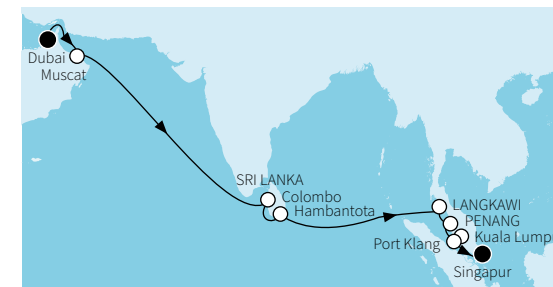 Dubai
Muscat
SRI LANKA
Colombo
Hambantota
LANGKAWI
PENANG
Kuala Lump
Port Klang
Singapur